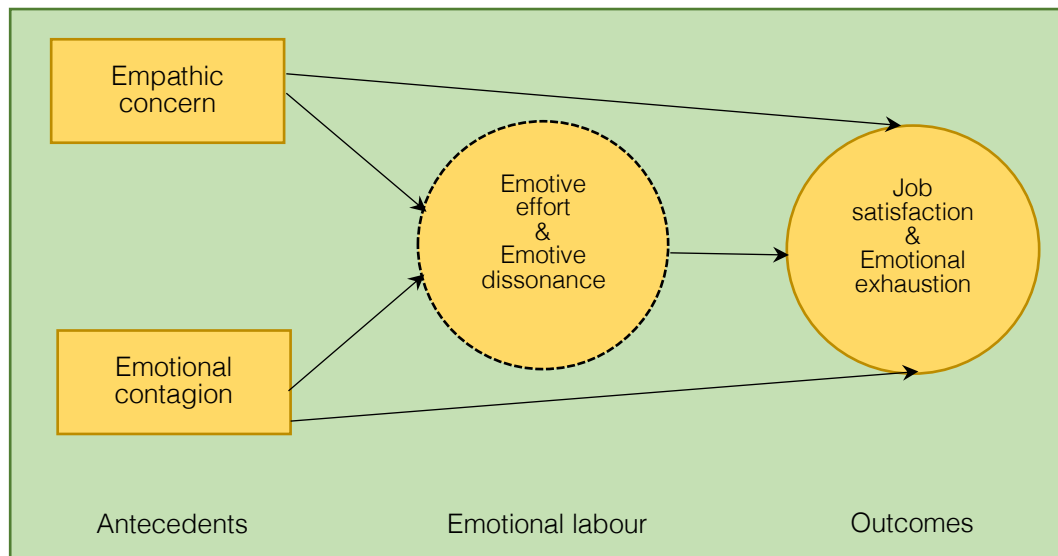 Empathic
concern
Emotive
effort
&
Emotive
dissonance
Job
satisfaction
&
Emotional
exhaustion
Emotional
contagion
Antecedents
Emotional labour
Outcomes